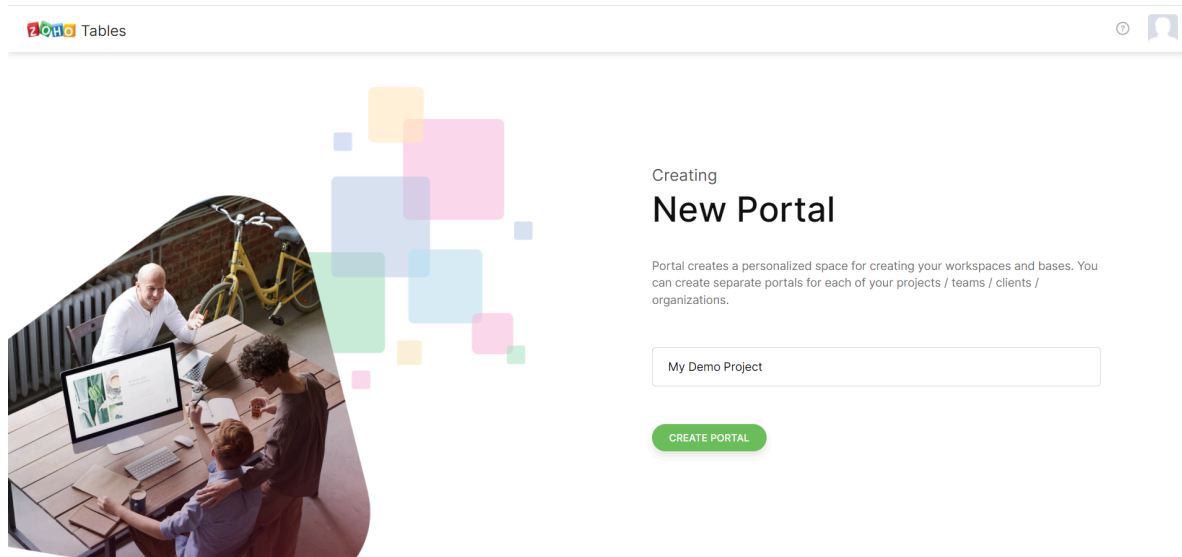 ZOHO Tables
Creating
New Portal
Portal creates a personalized space for creating your workspaces and bases. You
can create separate portals for each of your projects / teams / clients /
organizations.
My Demo Project
CREATE PORTAL